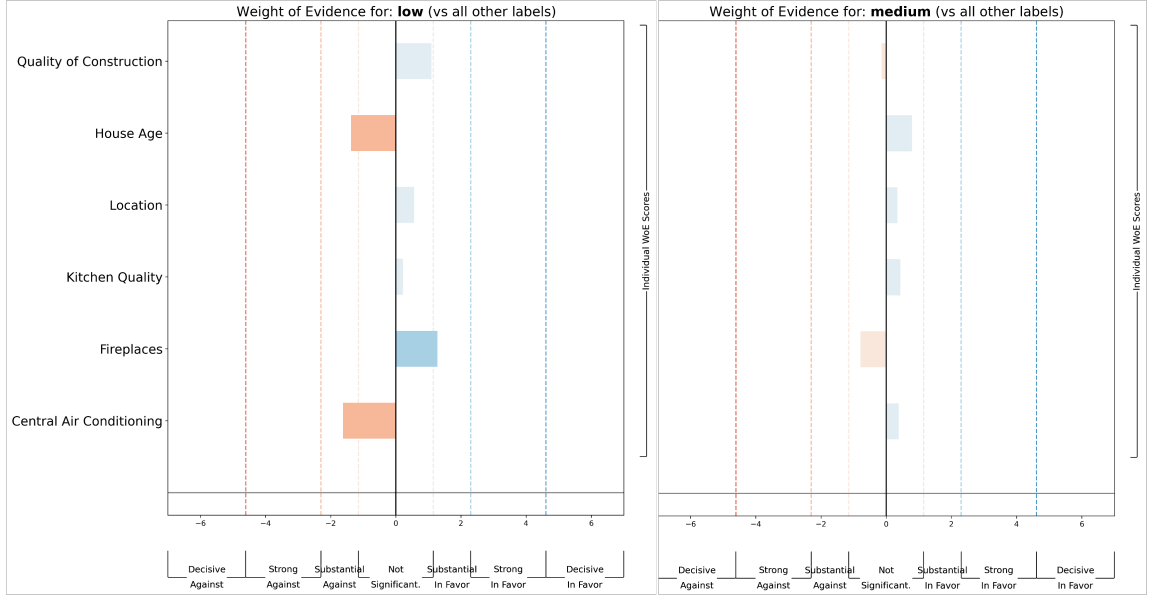 Weight of Evidence for: low (vs all other labels)
Quality of Construction
House Age
Location
Kitchen Quality
Fireplaces
Central Air Conditioning
Individual WoE Scores
−6 −4 −2 0 2 4 6
Decisive Strong Substantial Not Substantial Strong Decisive
Against Against Against Significant. In Favor In Favor In Favor
Weight of Evidence for: medium (vs all other labels)
Individual WoE Scores
−6 −4 −2 0 2 4 6
Decisive Strong Substantial Not Substantial Strong Decisive
Against Against Against Significant. In Favor In Favor In Favor